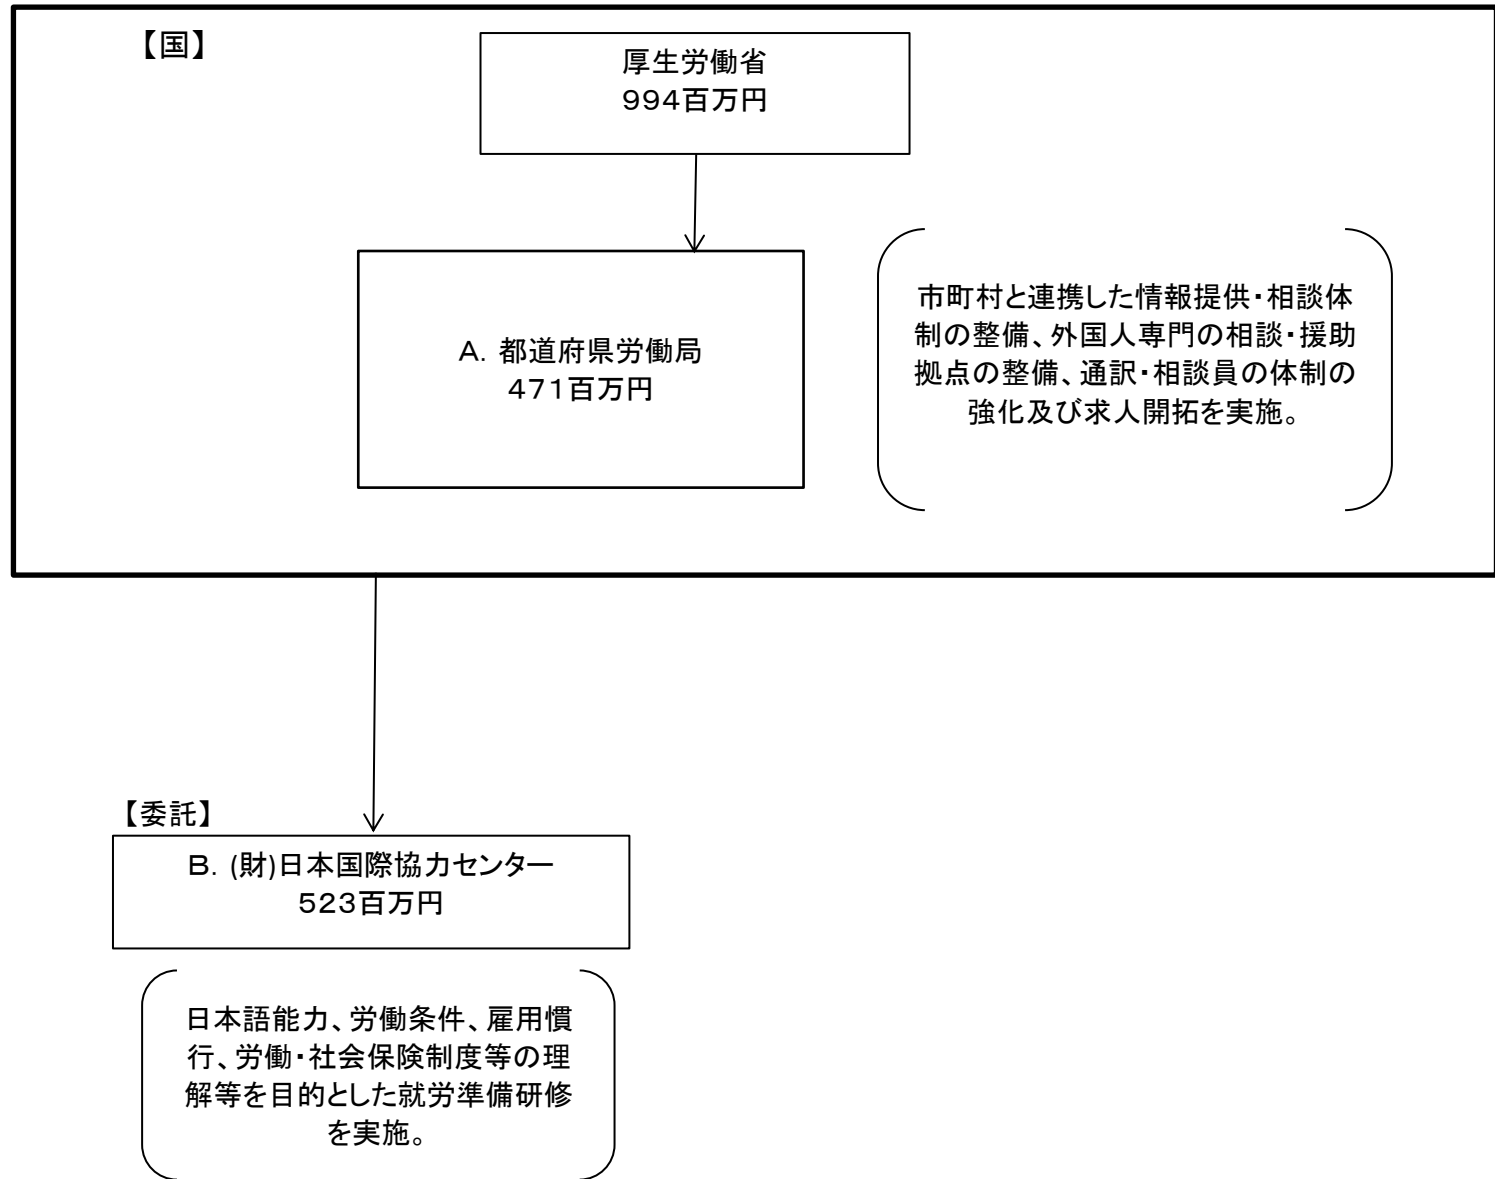 【国】
厚生労働省
994百万円
A. 都道府県労働局
471百万円
市町村と連携した情報提供・相談体
制の整備、外国人専門の相談・援助
拠点の整備、通訳・相談員の体制の
強化及び求人開拓を実施。
【委託】
B. (財)日本国際協力センター
523百万円
日本語能力、労働条件、雇用慣
行、労働・社会保険制度等の理
解等を目的とした就労準備研修
を実施。